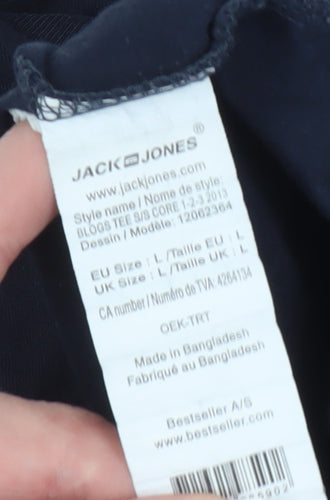 JACK & JONES®
www.jackjones.com
Style name / Nome de style:
BLOGS TEE S/S CORE 1-2-3 2013
Dessin / Modèle: 12062364
EU Size : L /Taille EU : L
UK Size : L /Taille UK : L
CA number / Numéro de TVA: 4264134
OEK-TRT
Made in Bangladesh
Fabriqué au Bangladesh
Bestseller A/S
www.bestseller.com